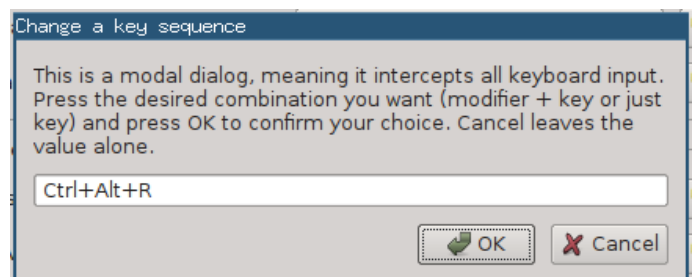 Change a key sequence
This is a modal dialog, meaning it intercepts all keyboard input.
Press the desired combination you want (modifier + key or just
key) and press OK to confirm your choice. Cancel leaves the
value alone.
Ctrl+Alt+R
OK Cancel